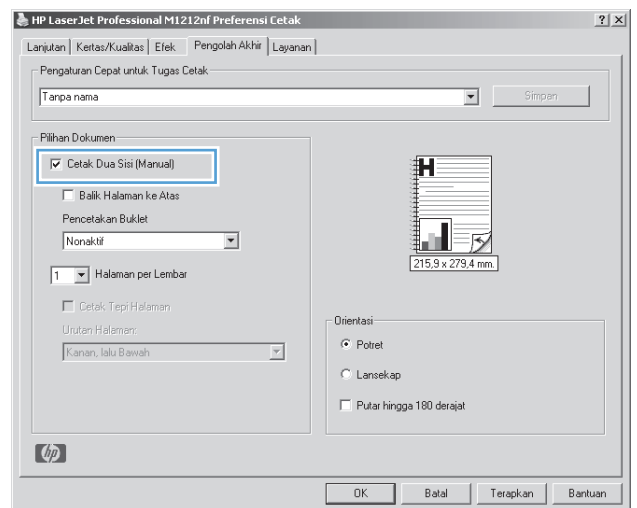 HP LaserJet Professional M1212nf Preferensi Cetak
Lanjutan Kertas/Kualitas Efek Pengolah Akhir Layanan
Pengaturan Cepat untuk Tugas Cetak
Tanpa nama Simpan
Pilihan Dokumen
Cetak Dua Sisi (Manual)
Balik Halaman ke Atas
Pencetakan Buklet
Nonaktif
1 Halaman per Lembar
Cetak Tepi Halaman
Urutan Halaman:
Kanan, lalu Bawah
H
215,9 x 279,4 mm.
Orientasi
Potret
Lansekap
Putar hingga 180 derajat
hp
OK Batal Terapkan Bantuan